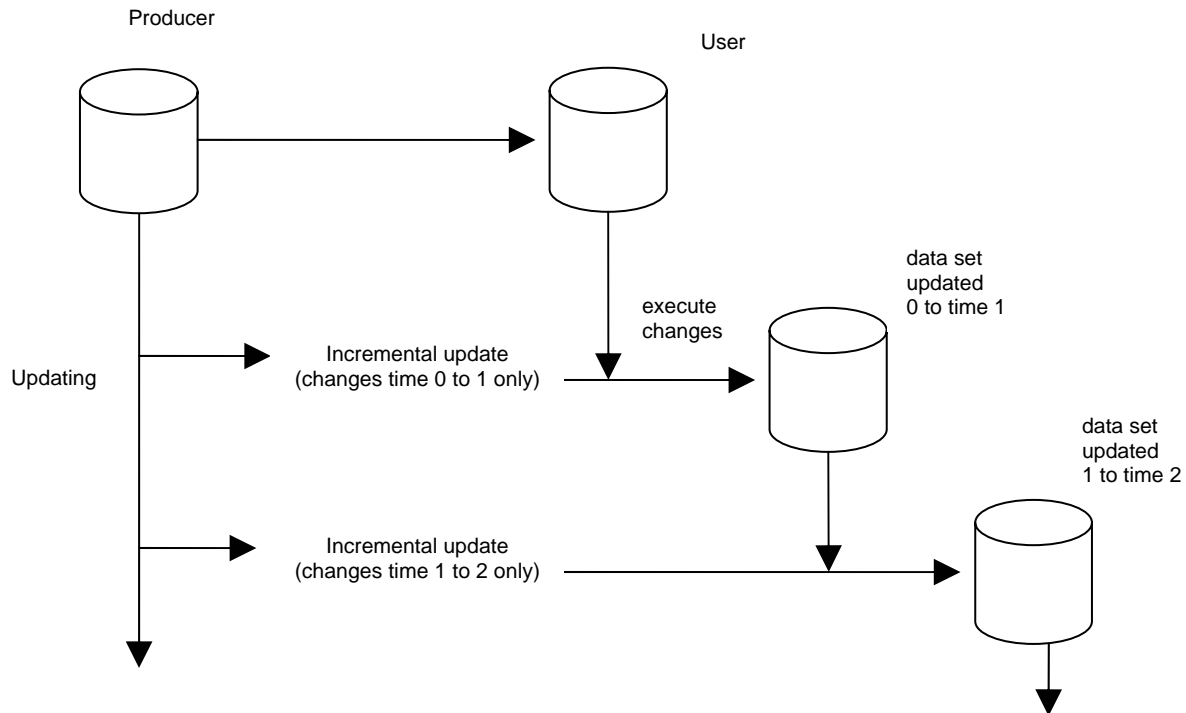 Producer
User
data set
updated
0 to time 1
execute
changes
Incremental update
(changes time 0 to 1 only)
Updating
data set
updated
1 to time 2
Incremental update
(changes time 1 to 2 only)